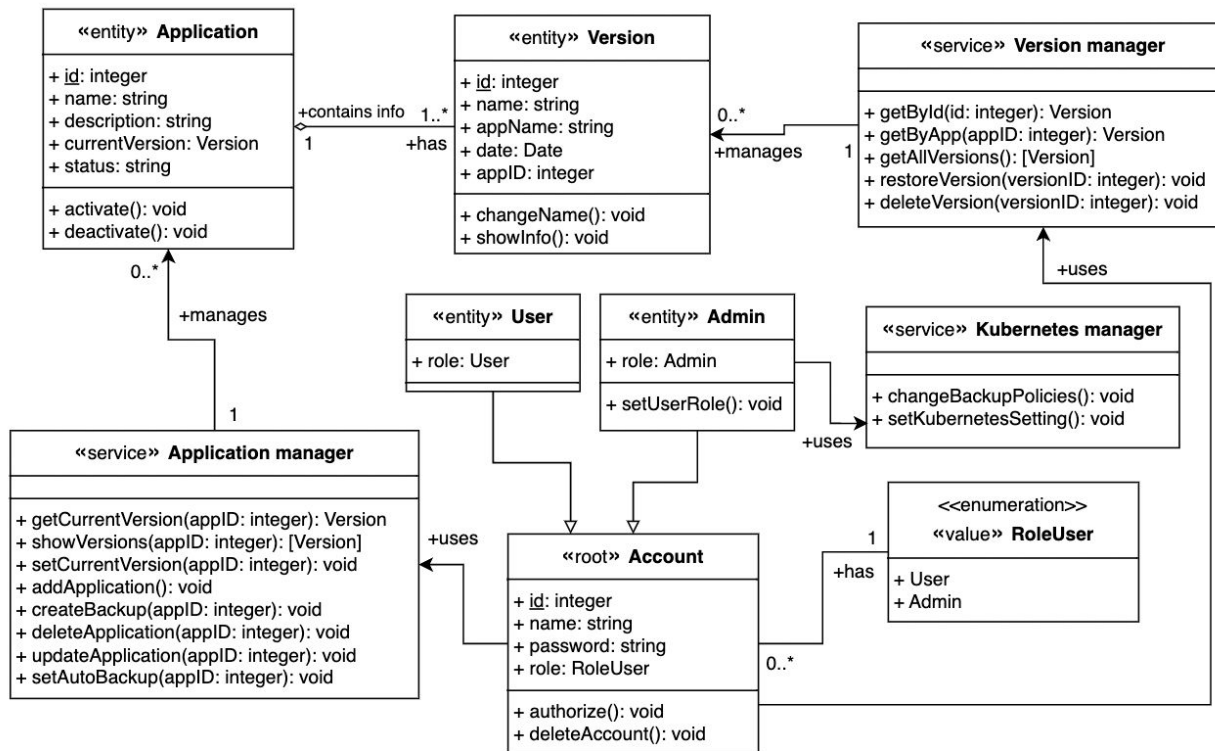 «entity» Application
+ id: integer
+ name: string
+ description: string
+ currentVersion: Version
+ status: string
+ activate(): void
+ deactivate(): void
+contains info
1
1..*
+has
«entity» Version
+ id: integer
+ name: string
+ appName: string
+ date: Date
+ appID: integer
+ changeName(): void
+ showInfo(): void
0..*
+manages
1
«service» Version manager
+ getById(id: integer): Version
+ getByApp(appID: integer): Version
+ getAllVersions(): [Version]
+ restoreVersion(versionID: integer): void
+ deleteVersion(versionID: integer): void
+uses
0..*
+manages
1
«entity» User
+ role: User
«entity» Admin
+ role: Admin
+ setUserRole(): void
+uses
«service» Kubernetes manager
+ changeBackupPolicies(): void
+ setKubernetesSetting(): void
«service» Application manager
+ getCurrentVersion(appID: integer): Version
+ showVersions(appID: integer): [Version]
+ setCurrentVersion(appID: integer): void
+ addApplication(): void
+ createBackup(appID: integer): void
+ deleteApplication(appID: integer): void
+ updateApplication(appID: integer): void
+ setAutoBackup(appID: integer): void
+uses
«root» Account
+ id: integer
+ name: string
+ password: string
+ role: RoleUser
+ authorize(): void
+ deleteAccount(): void
1
+has
0..*
<<enumeration>>
«value» RoleUser
+ User
+ Admin